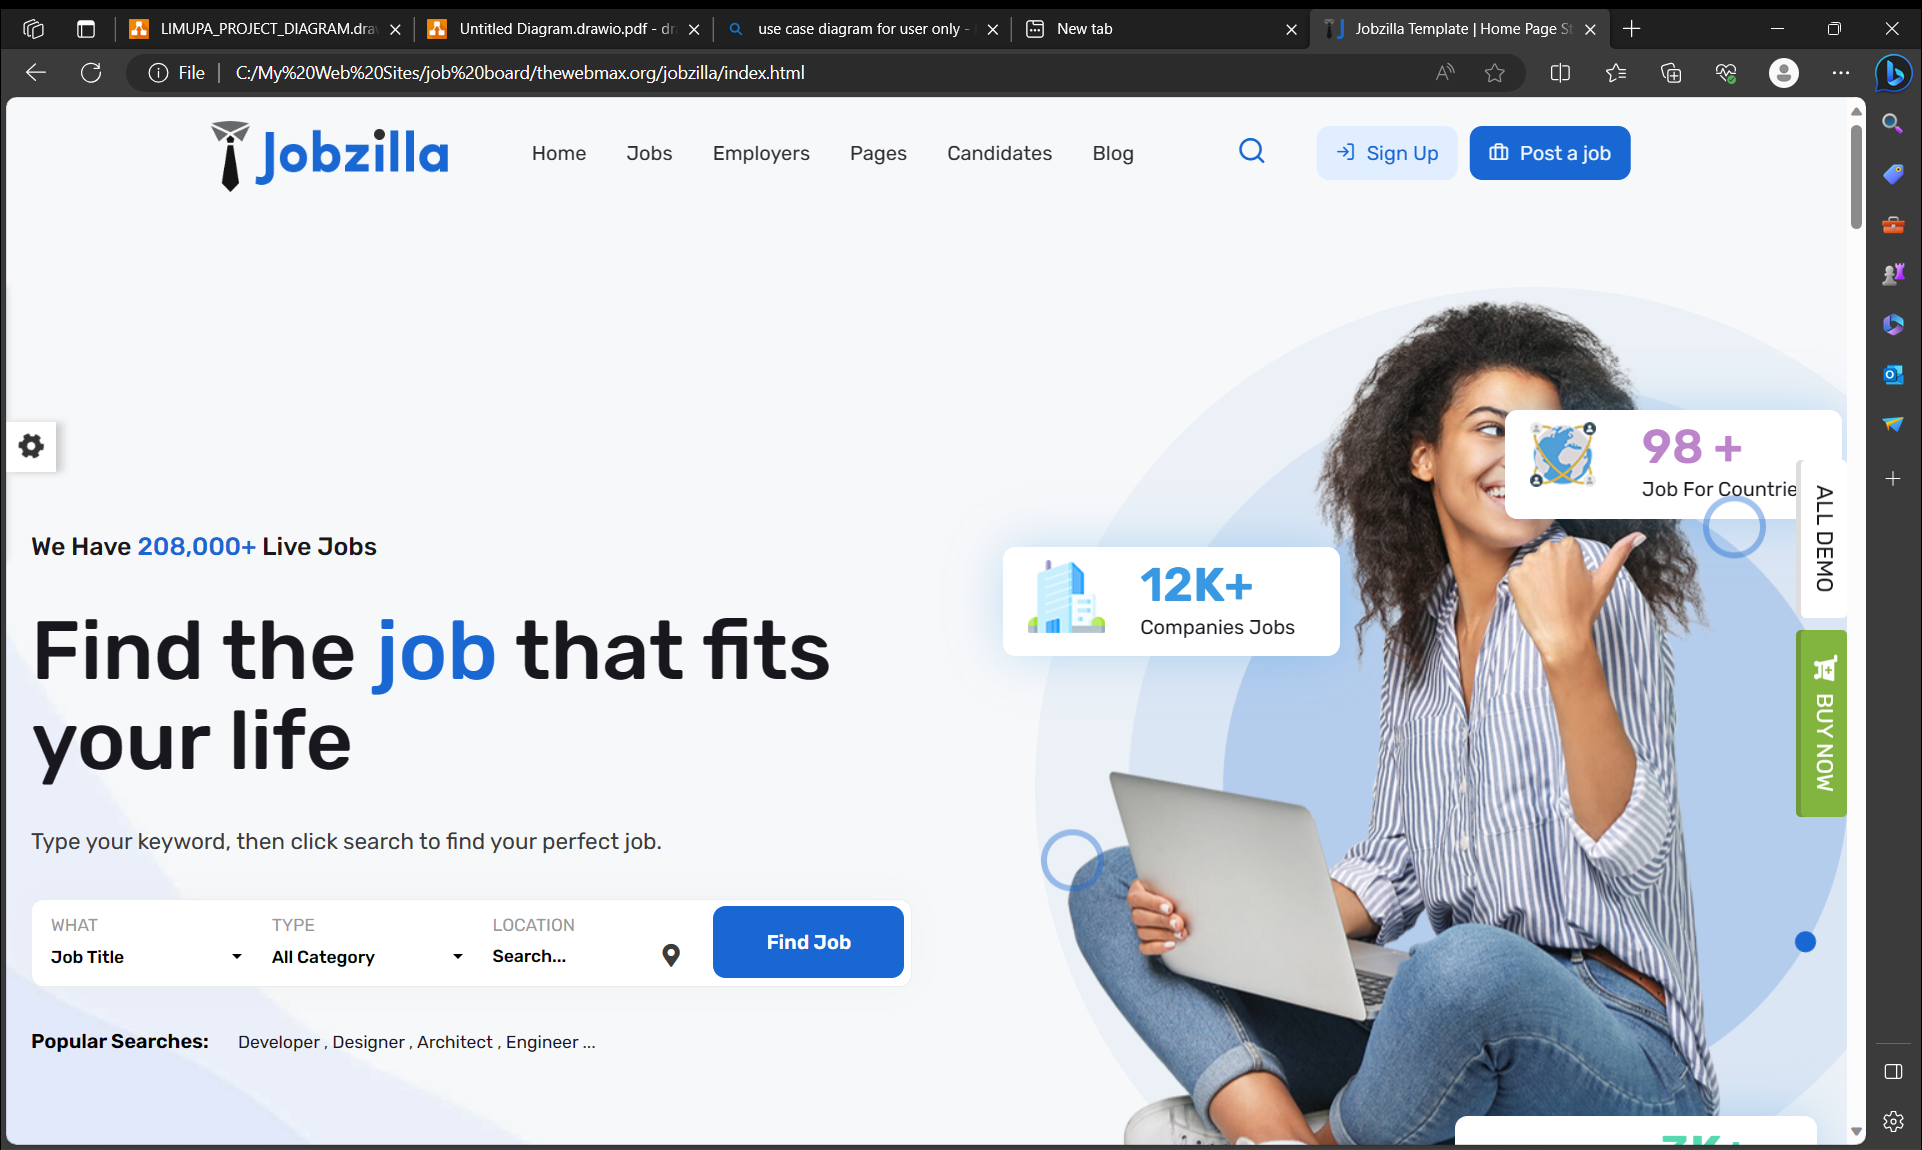 LIMUPA_PROJECT_DIAGRAM.draw
Untitled Diagram.drawio.pdf - dr
use case diagram for user only -
New tab
Jobzilla Template | Home Page St
File
C:/My%20Web%20Sites/job%20board/thewebmax.org/jobzilla/index.html
Jobzilla
Home
Jobs
Employers
Pages
Candidates
Blog
Sign Up
Post a job
98 +
Job For Countrie
ALL DEMO
We Have 208,000+ Live Jobs
12K+
Companies Jobs
Find the job that fits
your life
BUY NOW
Type your keyword, then click search to find your perfect job.
WHAT
TYPE
LOCATION
Job Title
All Category
Search...
Find Job
Popular Searches:
Developer , Designer , Architect , Engineer ...